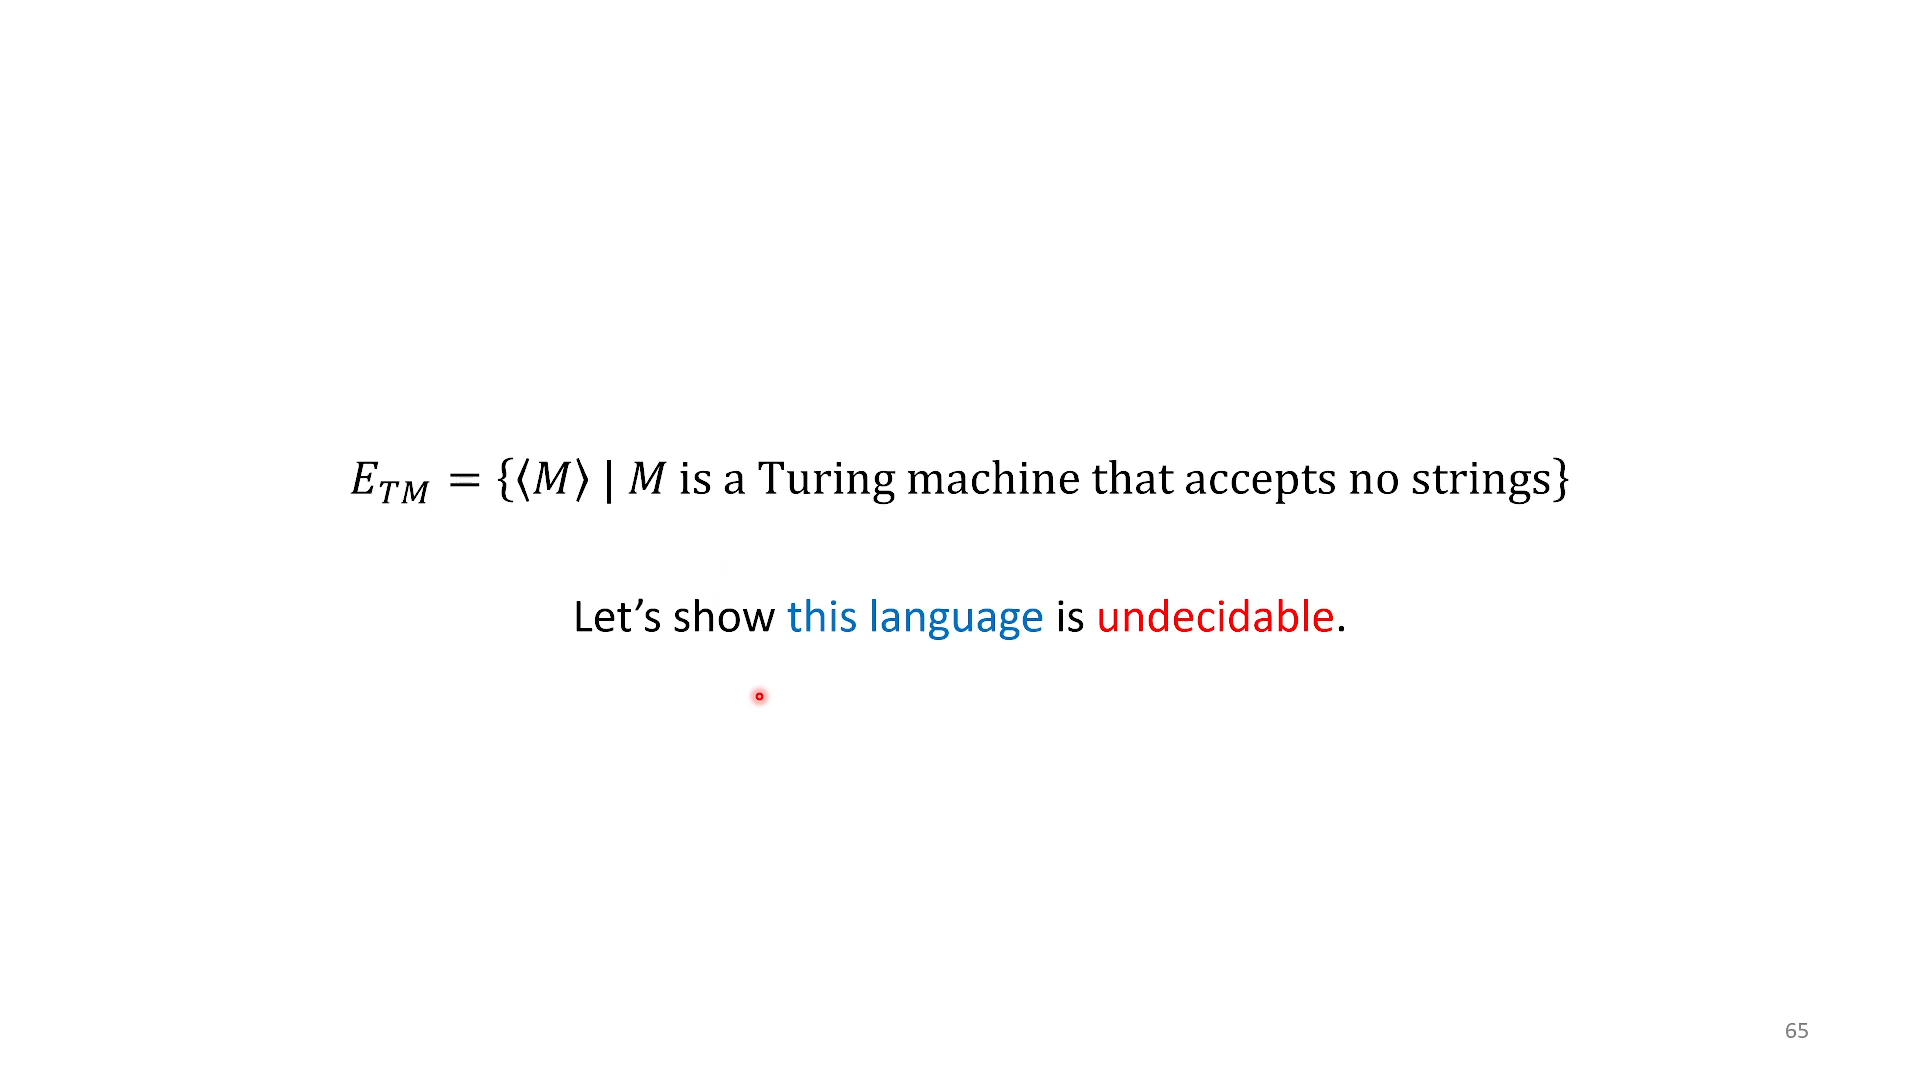 E_TM = {⟨M⟩ | M is a Turing machine that accepts no strings}
Let’s show this language is undecidable.
65